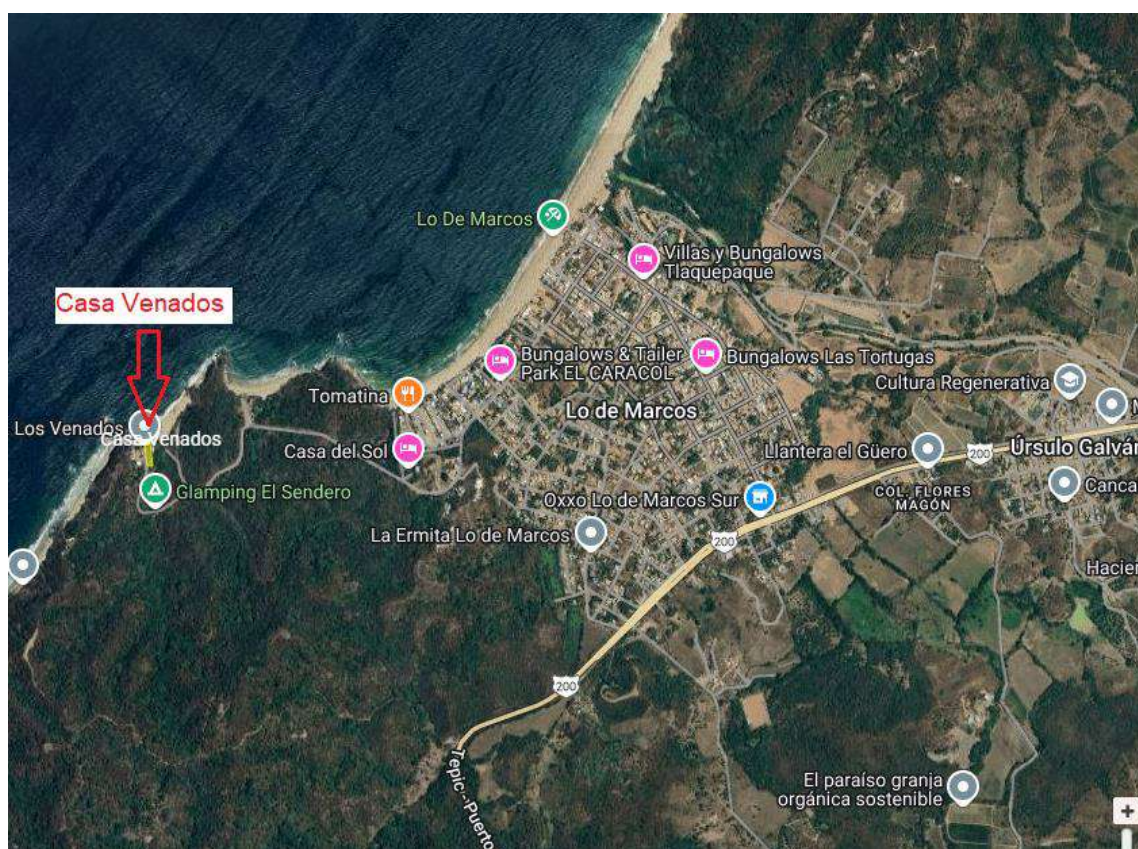 Lo De Marcos
Villas y Bungalows
Tlaquepaque
Casa Venados
Bungalows & Tailer
Park EL CARACOL
Bungalows Las Tortugas
Cultura Regenerativa
Tomatina
Lo de Marcos
Los Venados
Casa Venados
Casa del Sol
Llantera el Güero
200
Úrsulo Galván
Glamping El Sendero
Oxxo Lo de Marcos Sur
COL. FLORES
MAGÓN
Canca
La Ermita Lo de Marcos
200
Hacien
200
Tepic - Puerto
El paraíso granja
orgánica sostenible
+